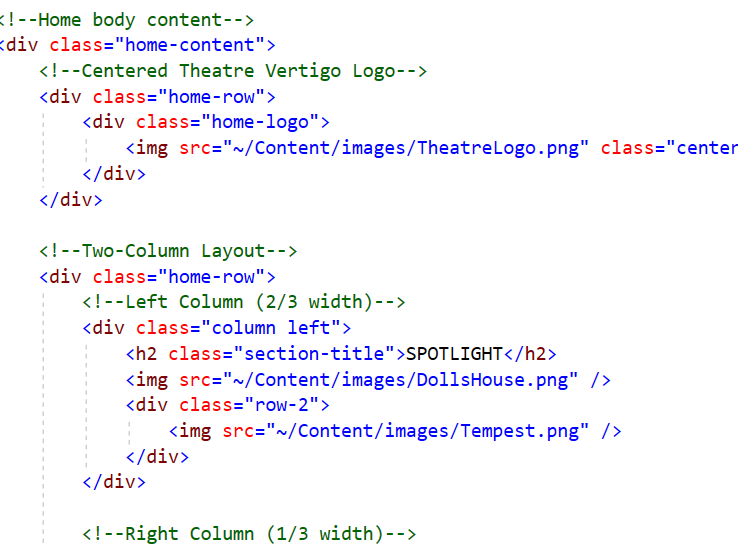 <!--Home body content-->
<div class="home-content">
<!--Centered Theatre Vertigo Logo-->
<div class="home-row">
<div class="home-logo">
<img src="~/Content/images/TheatreLogo.png" class="center
</div>
</div>
<!--Two-Column Layout-->
<div class="home-row">
<!--Left Column (2/3 width)-->
<div class="column left">
<h2 class="section-title">SPOTLIGHT</h2>
<img src="~/Content/images/DollsHouse.png" />
<div class="row-2">
<img src="~/Content/images/Tempest.png" />
</div>
</div>
<!--Right Column (1/3 width)-->